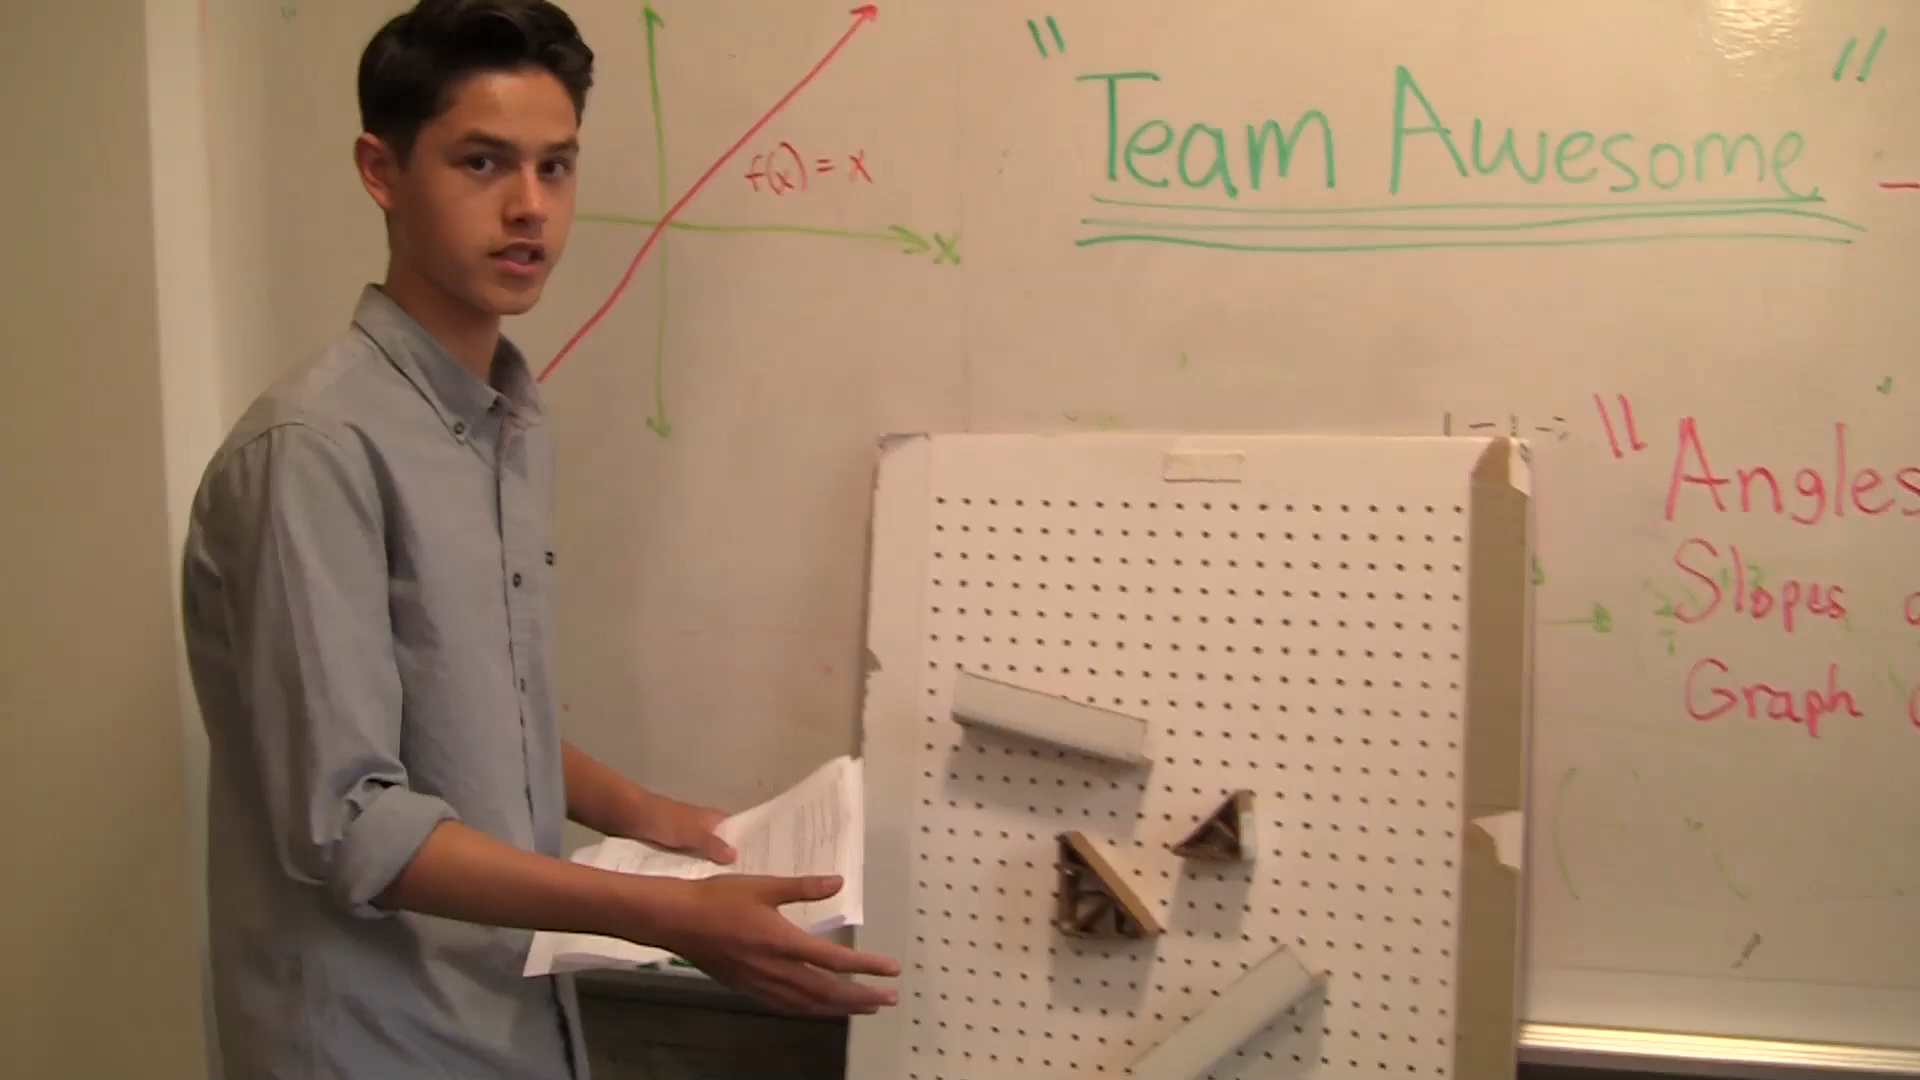 f(x) = x
x
"Team Awesome"
"Angles
Slopes
Graph